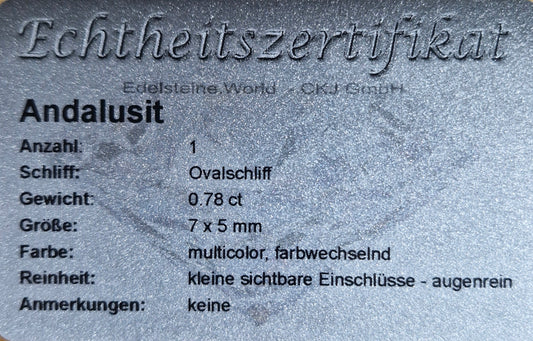 Echtheitszertifikat
Edelsteine.World - CKJ GmbH
Andalusit
Anzahl: 1
Schliff: Ovalschliff
Gewicht: 0.78 ct
Größe: 7 x 5 mm
Farbe: multicolor, farbwechselnd
Reinheit: kleine sichtbare Einschlüsse - augenrein
Anmerkungen: keine